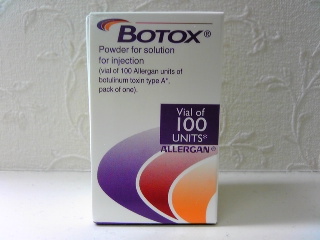 BOTOX®
Powder for solution
for injection
(vial of 100 Allergan units of
botulinum toxin type A*,
pack of one).
Vial of
100
UNITS*
ALLERGAN®